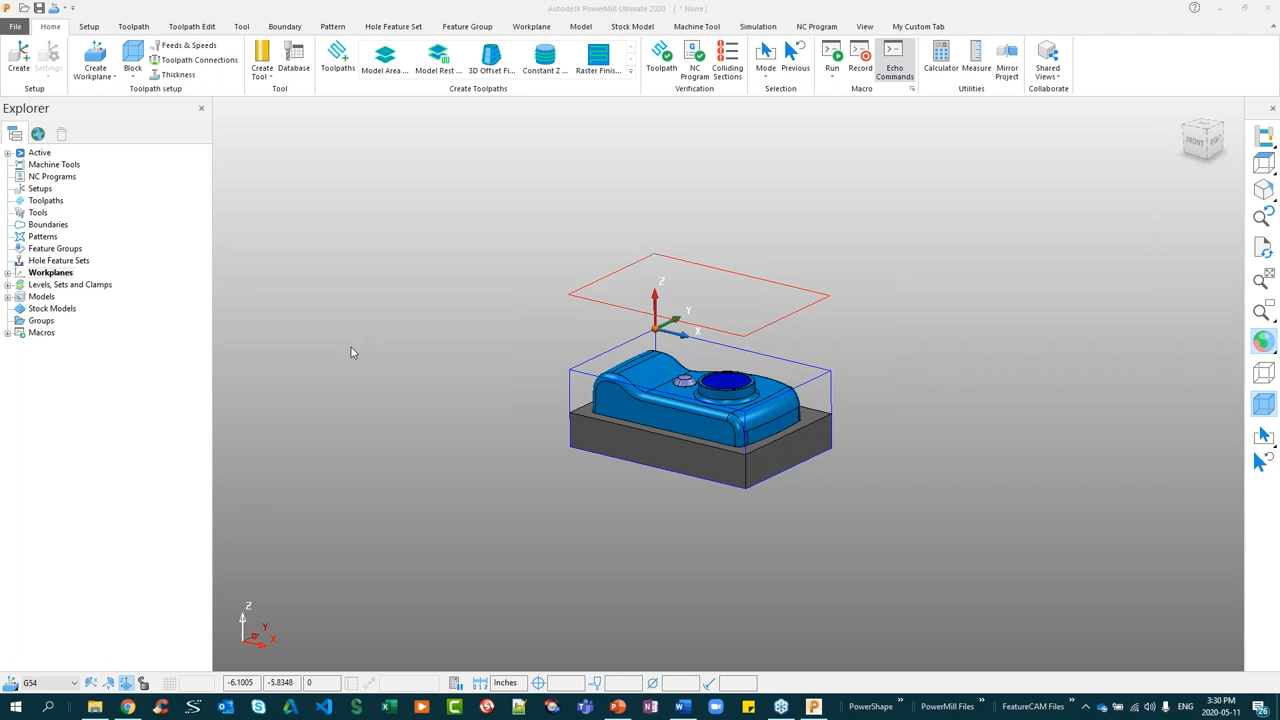 Autodesk PowerMill Ultimate 2020 - [ * None ]
File Home Setup Toolpath Toolpath Edit Tool Boundary Pattern Hole Feature Set Feature Group Workplane Model Stock Model Machine Tool Simulation NC Program View My Custom Tab
Create Settings Create Workplane Block Feeds & Speeds Toolpath Connections Thickness Create Tool Database Toolpaths Model Area ... Model Rest ... 3D Offset Fi... Constant Z ... Raster Finis... Toolpath NC Program Colliding Sections Mode Previous Run Record Echo Commands Calculator Measure Mirror Project Shared Views
Setup Toolpath setup Tool Create Toolpaths Verification Selection Macro Utilities Collaborate
Explorer
Active
Machine Tools
NC Programs
Setups
Toolpaths
Tools
Boundaries
Patterns
Feature Groups
Hole Feature Sets
Workplanes
Levels, Sets and Clamps
Models
Stock Models
Groups
Macros
FRONT RIGHT
Z
Y
X
Z
Y
X
G54 -6.1005 -5.8348 0 Inches
PowerShape PowerMill Files FeatureCAM Files ENG 3:30 PM
2020-05-11 26